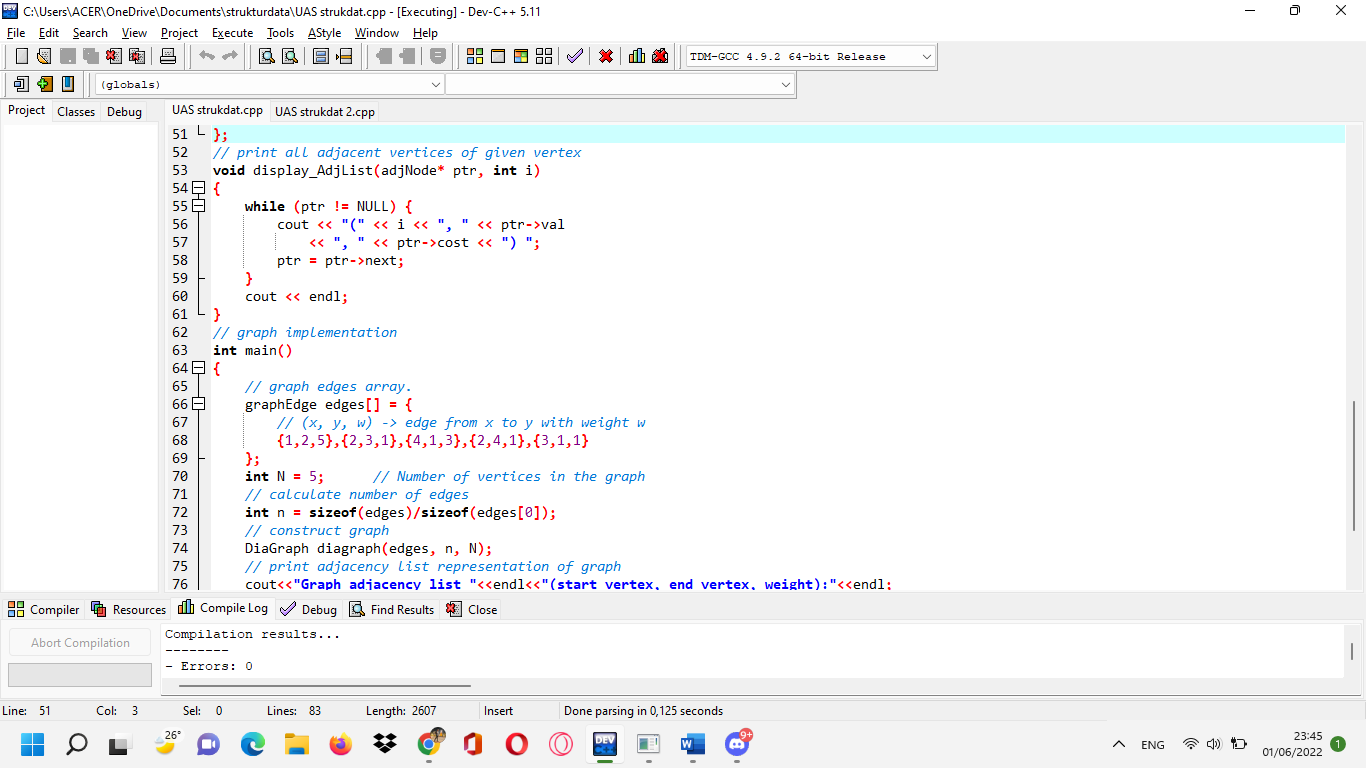 C:\Users\ACER\OneDrive\Documents\strukturdata\UAS strukdat.cpp - [Executing] - Dev-C++ 5.11
File Edit Search View Project Execute Tools AStyle Window Help
TDM-GCC 4.9.2 64-bit Release
(globals)
Project Classes Debug UAS strukdat.cpp UAS strukdat 2.cpp
51 };
52 // print all adjacent vertices of given vertex
53 void display_AdjList(adjNode* ptr, int i)
54 {
55 while (ptr != NULL) {
56 cout << "(" << i << ", " << ptr->val
57 << ", " << ptr->cost << ") ";
58 ptr = ptr->next;
59 }
60 cout << endl;
61 }
62 // graph implementation
63 int main()
64 {
65 // graph edges array.
66 graphEdge edges[] = {
67 // (x, y, w) -> edge from x to y with weight w
68 {1,2,5},{2,3,1},{4,1,3},{2,4,1},{3,1,1}
69 };
70 int N = 5; // Number of vertices in the graph
71 // calculate number of edges
72 int n = sizeof(edges)/sizeof(edges[0]);
73 // construct graph
74 DiaGraph diagraph(edges, n, N);
75 // print adjacency list representation of graph
76 cout<<"Graph adjacency list "<<endl<<"(start vertex, end vertex, weight):"<<endl;
Compiler Resources Compile Log Debug Find Results Close
Abort Compilation
Compilation results...
--------
- Errors: 0
Line: 51 Col: 3 Sel: 0 Lines: 83 Length: 2607 Insert Done parsing in 0,125 seconds
26°
DEV
9+
ENG
23:45
01/06/2022
1